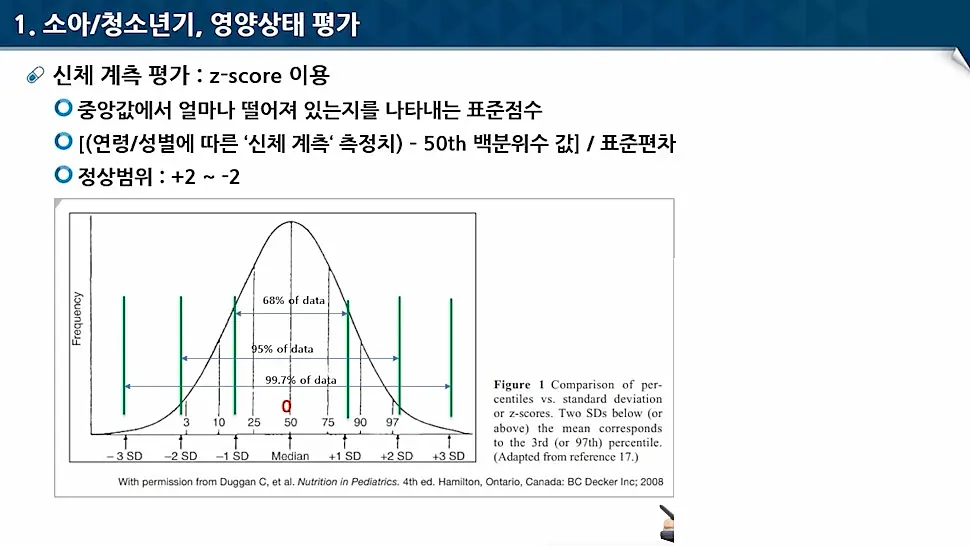 1. 소아/청소년기, 영양상태 평가
신체 계측 평가 : z-score 이용
중앙값에서 얼마나 떨어져 있는지를 나타내는 표준점수
[(연령/성별에 따른 ‘신체 계측‘ 측정치) – 50th 백분위수 값] / 표준편차
정상범위 : +2 ~ -2
Frequency
68% of data
95% of data
99.7% of data
0
3 10 25 50 75 90 97
– 3 SD –2 SD –1 SD Median +1 SD +2 SD +3 SD
Figure 1 Comparison of per-
centiles vs. standard deviation
or z-scores. Two SDs below (or
above) the mean corresponds
to the 3rd (or 97th) percentile.
(Adapted from reference 17.)
With permission from Duggan C, et al. Nutrition in Pediatrics. 4th ed. Hamilton, Ontario, Canada: BC Decker Inc; 2008